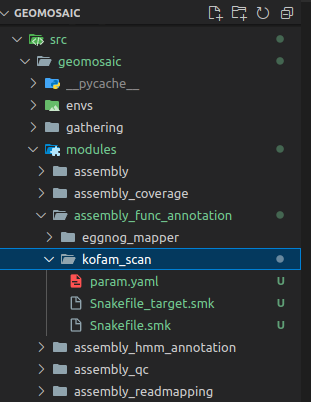 GEOMOSAIC
src
geomosaic
__pycache__
envs
gathering
modules
assembly
assembly_coverage
assembly_func_annotation
eggnog_mapper
kofam_scan
param.yaml U
Snakefile_target.smk U
Snakefile.smk U
assembly_hmm_annotation
assembly_qc
assembly_readmapping